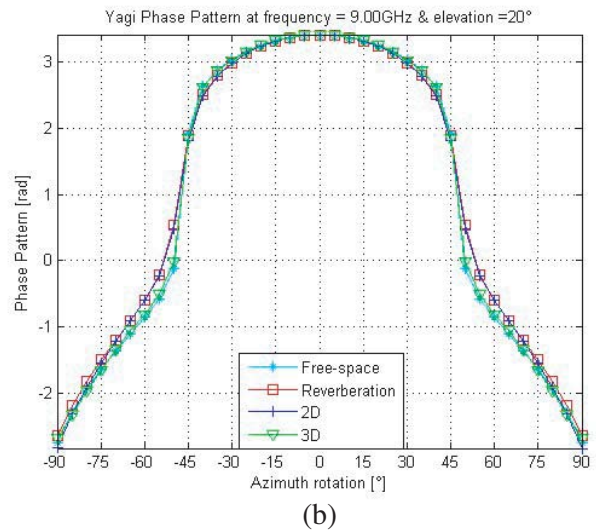 Yagi Phase Pattern at frequency = 9.00GHz & elevation =20°
Phase Pattern [rad]
3
2
1
0
-1
-2
Free-space
Reverberation
2D
3D
-90 -75 -60 -45 -30 -15 0 15 30 45 60 75 90
Azimuth rotation [°]
(b)